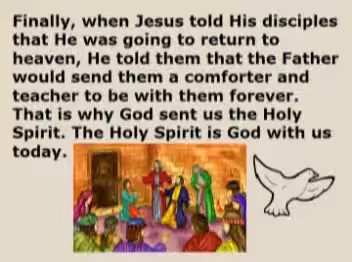 Finally, when Jesus told His disciples
that He was going to return to
heaven, He told them that the Father
would send them a comforter and
teacher to be with them forever.
That is why God sent us the Holy
Spirit. The Holy Spirit is God with us
today.